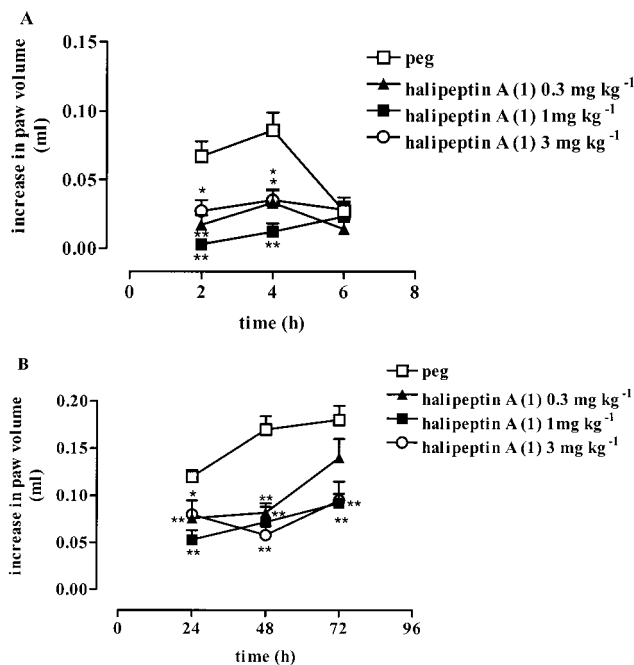 A
peg
halipeptin A (1) 0.3 mg kg⁻¹
halipeptin A (1) 1mg kg⁻¹
halipeptin A (1) 3 mg kg⁻¹
increase in paw volume
(ml)
0.15
0.10
0.05
0.00
*
*
*
**
**
**
0
2
4
6
8
time (h)
B
peg
halipeptin A (1) 0.3 mg kg⁻¹
halipeptin A (1) 1mg kg⁻¹
halipeptin A (1) 3 mg kg⁻¹
increase in paw volume
(ml)
0.20
0.15
0.10
0.05
0.00
*
**
**
**
**
**
**
**
0
24
48
72
96
time (h)